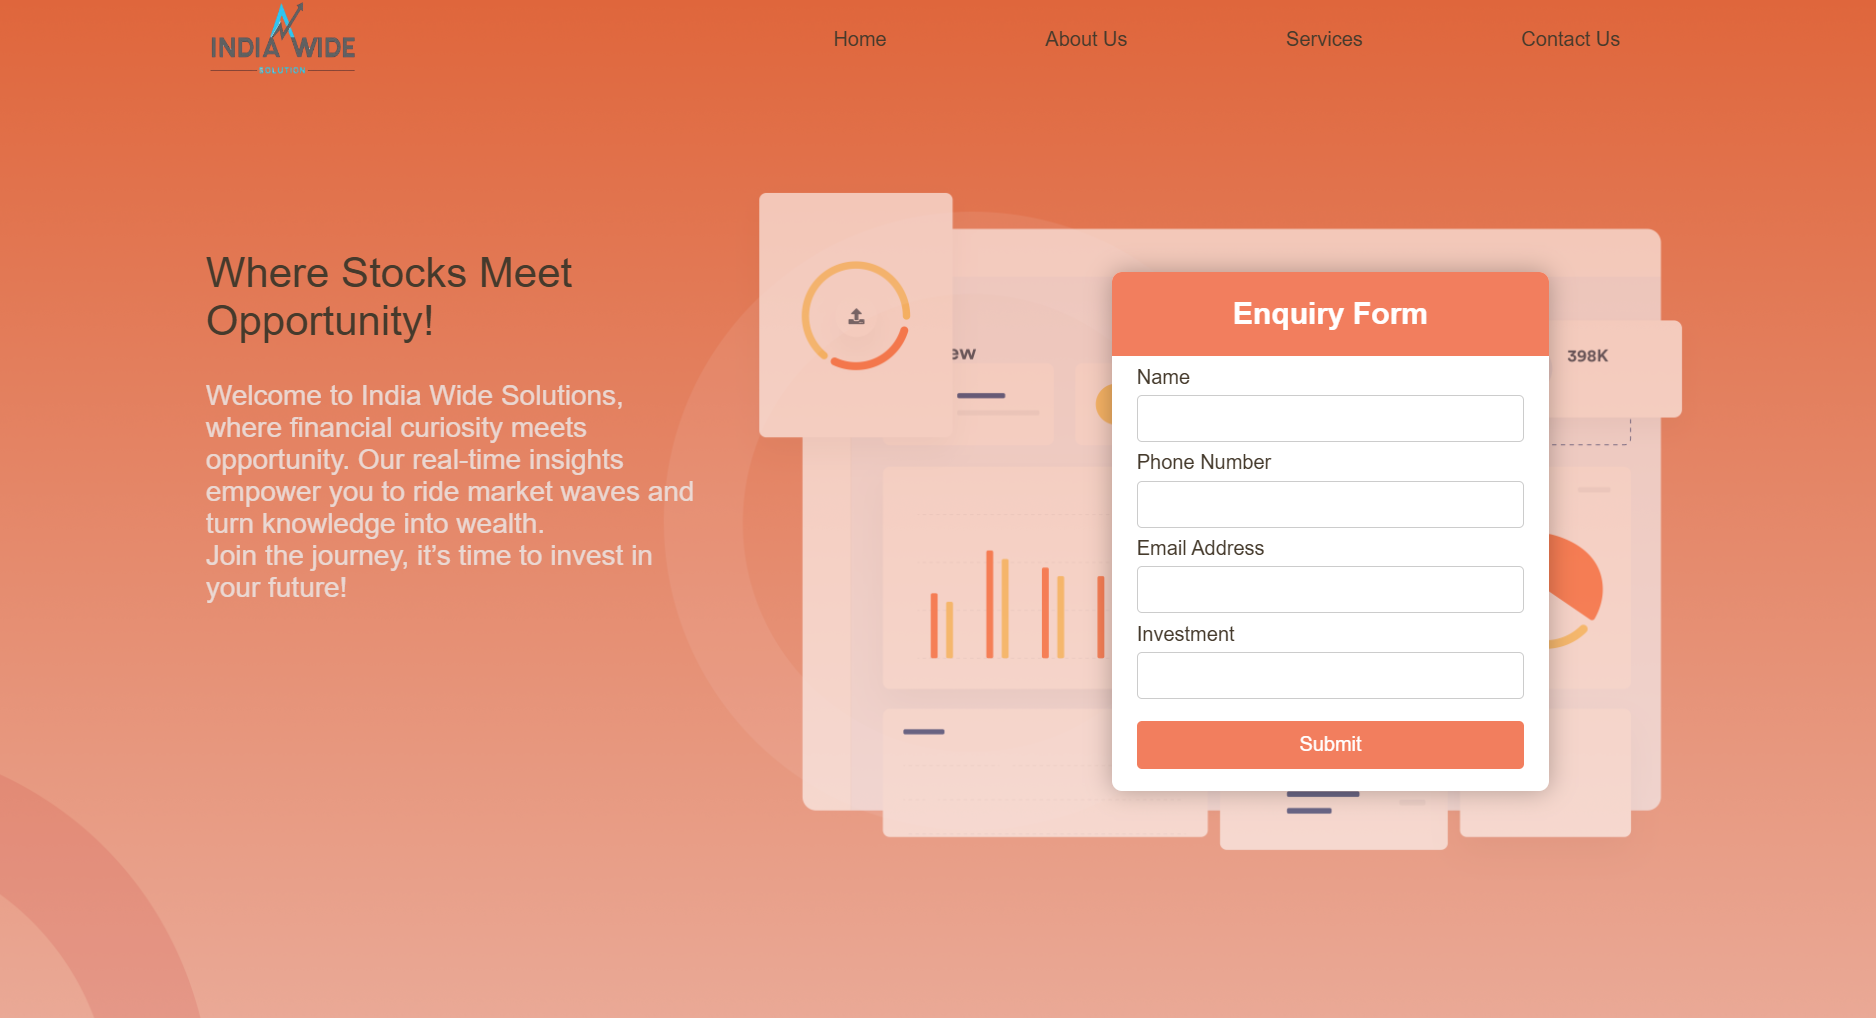 INDIA WIDE
SOLUTION
Home
About Us
Services
Contact Us
Where Stocks Meet
Opportunity!
Welcome to India Wide Solutions,
where financial curiosity meets
opportunity. Our real-time insights
empower you to ride market waves and
turn knowledge into wealth.
Join the journey, it’s time to invest in
your future!
ew
398K
Enquiry Form
Name
Phone Number
Email Address
Investment
Submit